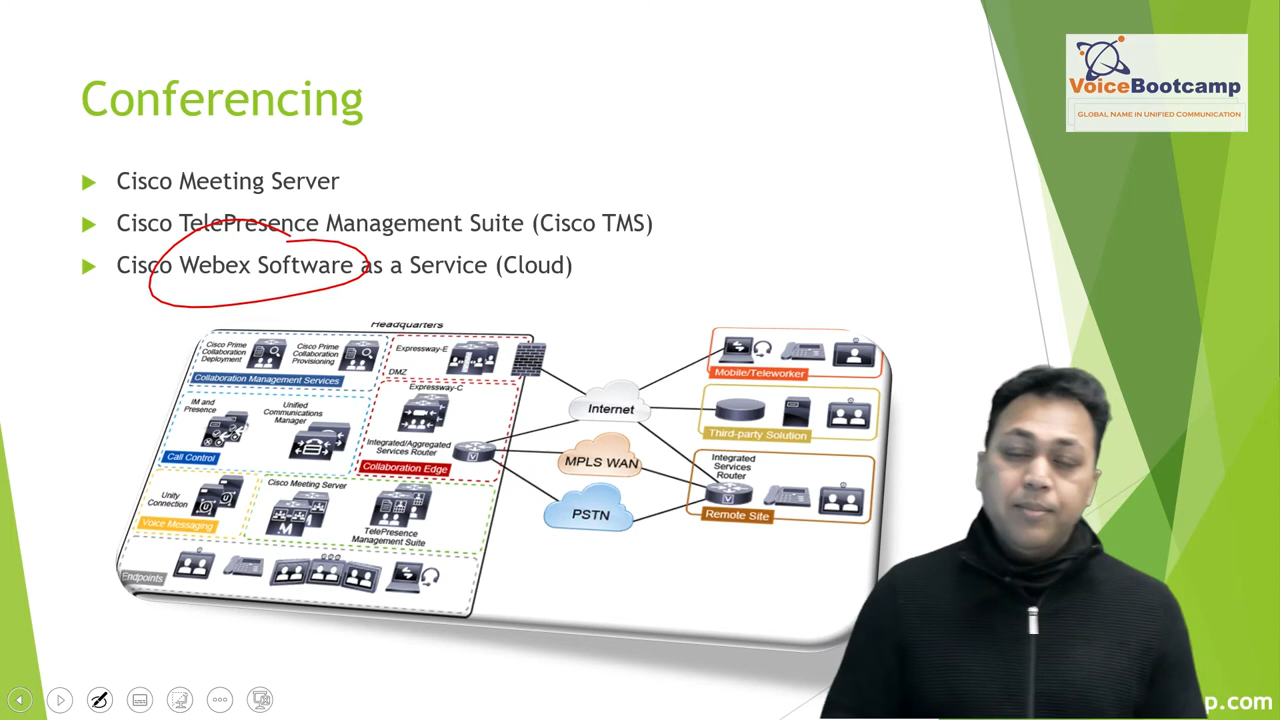 Conferencing
VoiceBootcamp
GLOBAL NAME IN UNIFIED COMMUNICATION
Cisco Meeting Server
Cisco TelePresence Management Suite (Cisco TMS)
Cisco Webex Software as a Service (Cloud)
Headquarters
Cisco Prime
Collaboration
Deployment
Cisco Prime
Collaboration
Provisioning
Collaboration Management Services
Expressway-E
DMZ
Expressway-C
IM and
Presence
Unified
Communications
Manager
Call Control
Integrated/Aggregated
Services Router
V
Collaboration Edge
Unity
Connection
U
Voice Messaging
Cisco Meeting Server
M
TelePresence
Management Suite
Endpoints
Internet
MPLS WAN
PSTN
Mobile/Teleworker
Third-party Solution
Integrated
Services
Router
V
Remote Site
p.com